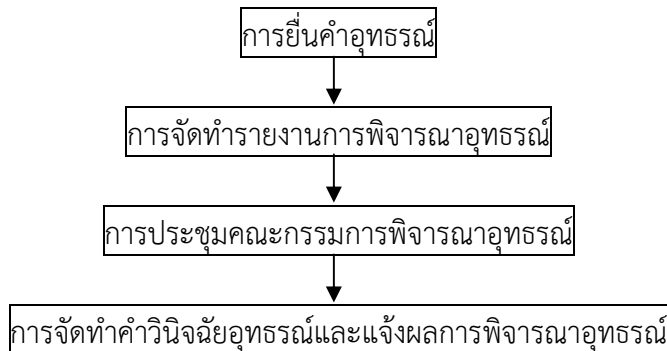 การยื่นคำอุทธรณ์
การจัดทำรายงานการพิจารณาอุทธรณ์
การประชุมคณะกรรมการพิจารณาอุทธรณ์
การจัดทำคำวินิจฉัยอุทธรณ์และแจ้งผลการพิจารณาอุทธรณ์